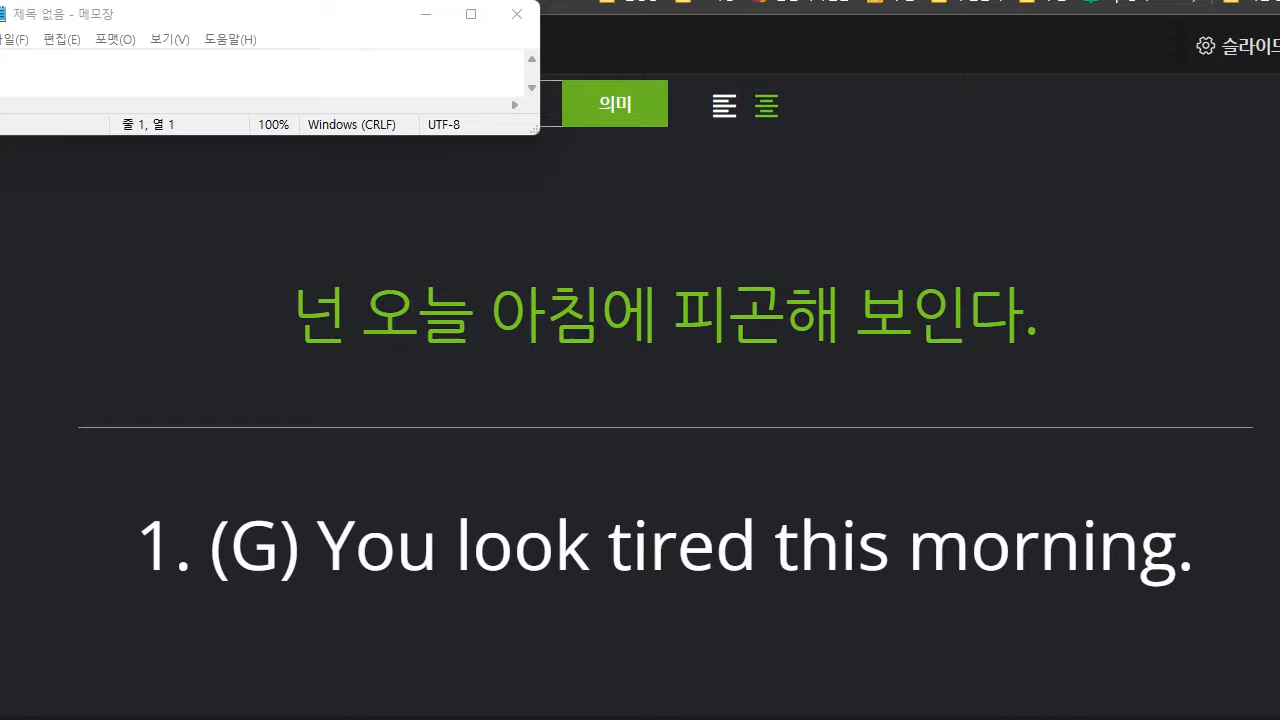 제목 없음 - 메모장
편집(E) 포맷(O) 보기(V) 도움말(H)
슬라이드
의미
줄 1, 열 1 100% Windows (CRLF) UTF-8
넌 오늘 아침에 피곤해 보인다.
1. (G) You look tired this morning.